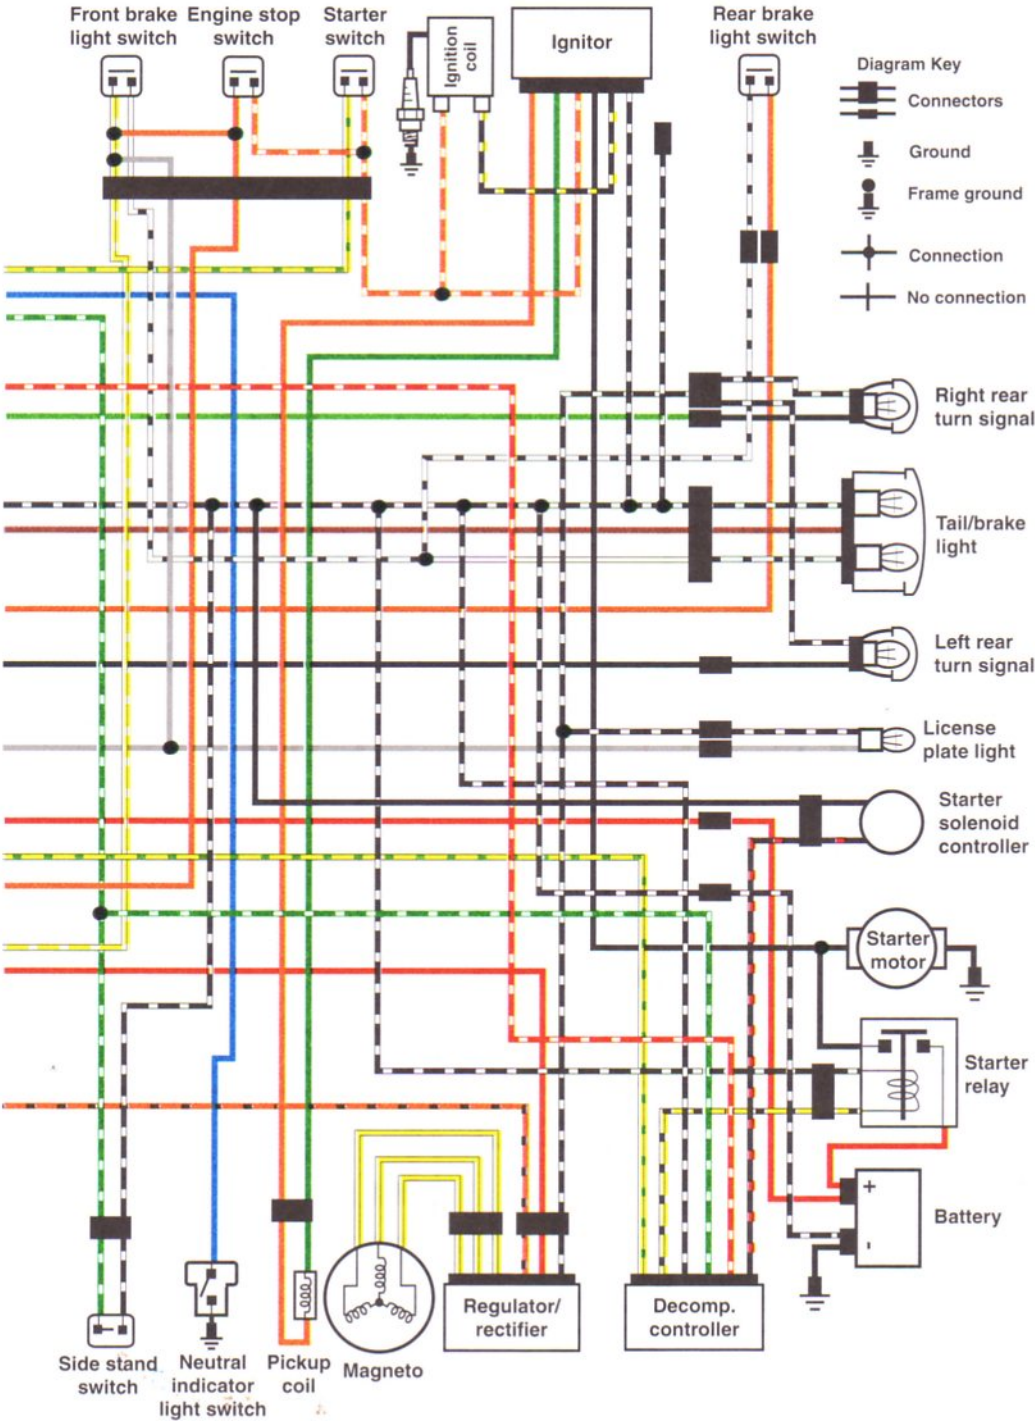 Front brake
light switch
Engine stop
switch
Starter
switch
Ignition
coil
Ignitor
Rear brake
light switch
Diagram Key
Connectors
Ground
Frame ground
Connection
No connection
Right rear
turn signal
Tail/brake
light
Left rear
turn signal
License
plate light
Starter
solenoid
controller
Starter
motor
Starter
relay
+
-
Battery
Regulator/
rectifier
Decomp.
controller
Side stand
switch
Neutral
indicator
light switch
Pickup
coil
Magneto